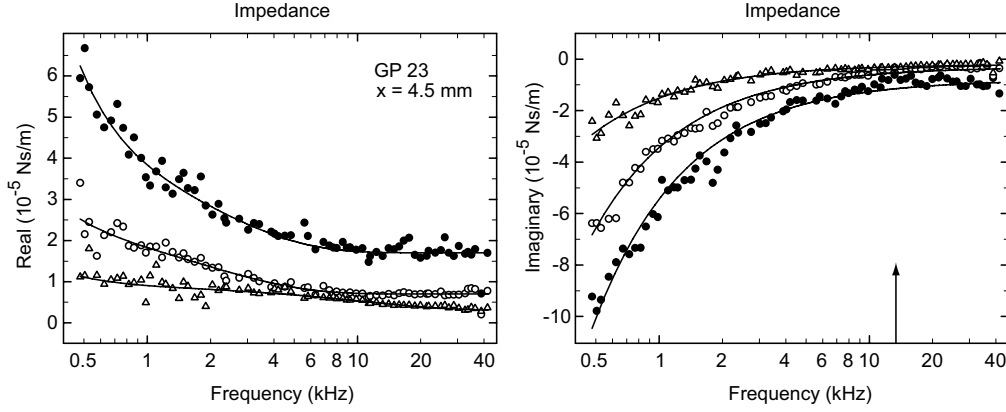 Impedance
Real (10⁻⁵ Ns/m)
6
5
4
3
2
1
0
GP 23
x = 4.5 mm
0.5 1 2 4 6 8 10 20 40
Frequency (kHz)
Impedance
Imaginary (10⁻⁵ Ns/m)
0
-2
-4
-6
-8
-10
0.5 1 2 4 6 8 10 20 40
Frequency (kHz)